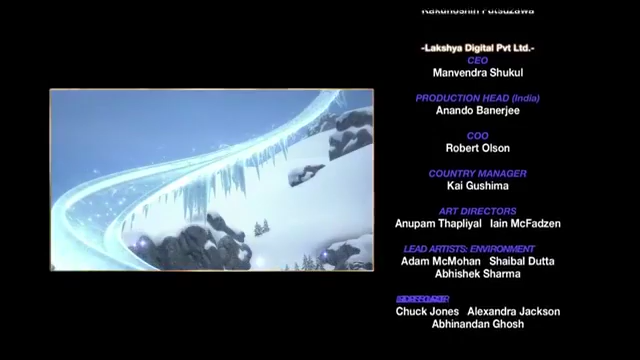 -Lakshya Digital Pvt Ltd.-
CEO
Manvendra Shukul
PRODUCTION HEAD (India)
Anando Banerjee
COO
Robert Olson
COUNTRY MANAGER
Kai Gushima
ART DIRECTORS
Anupam Thapliyal Iain McFadzen
LEAD ARTISTS: ENVIRONMENT
Adam McMohan Shaibal Dutta
Abhishek Sharma
Chuck Jones Alexandra Jackson
Abhinandan Ghosh